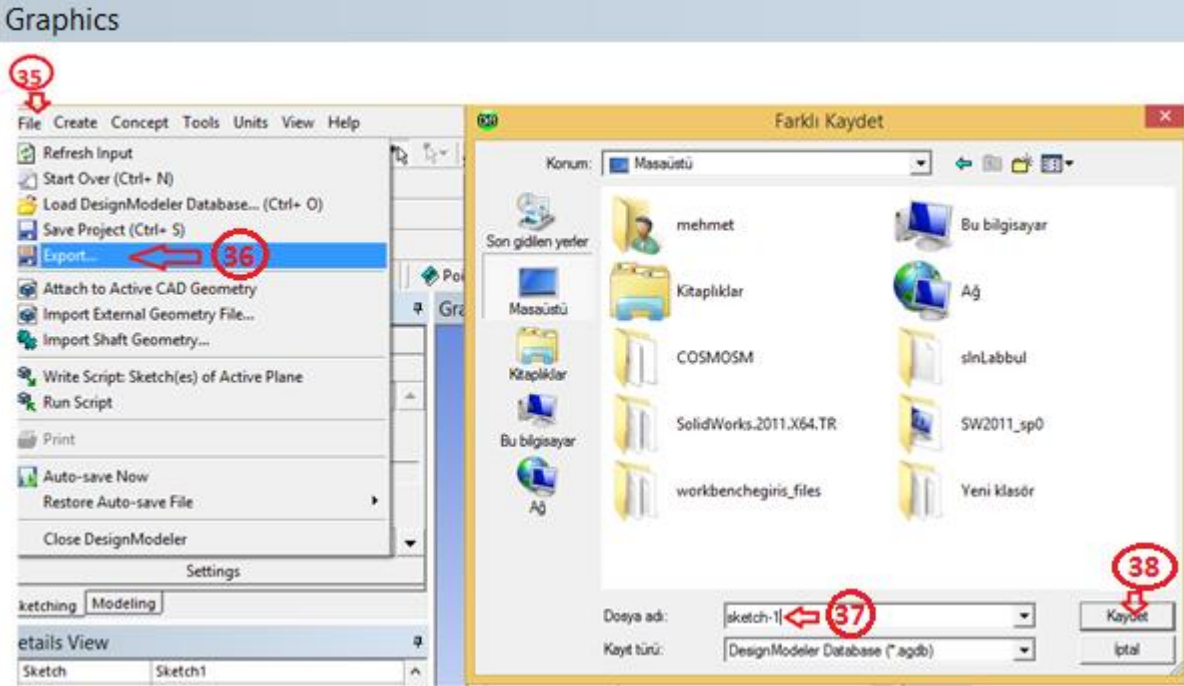 Graphics
35
File Create Concept Tools Units View Help
Refresh Input
Start Over (Ctrl+ N)
Load DesignModeler Database... (Ctrl+ O)
Save Project (Ctrl+ S)
Export...
36
Attach to Active CAD Geometry
Import External Geometry File...
Import Shaft Geometry...
Write Script: Sketch(es) of Active Plane
Run Script
Print
Auto-save Now
Restore Auto-save File
Close DesignModeler
Settings
ketching Modeling
etails View
Sketch Sketch1
Poi
Gra
Farklı Kaydet
Konum: Masaüstü
Son gidilen yerler
Masaüstü
Kitaplıklar
Bu bilgisayar
Ağ
mehmet Bu bilgisayar
Kitaplıklar Ağ
COSMOSM slnLabbul
SolidWorks.2011.X64.TR SW2011_sp0
workbenchegiris_files Yeni klasör
38
Dosya adı: sketch-1 37 Kaydet
Kayıt türü: DesignModeler Database (*.agdb) İptal